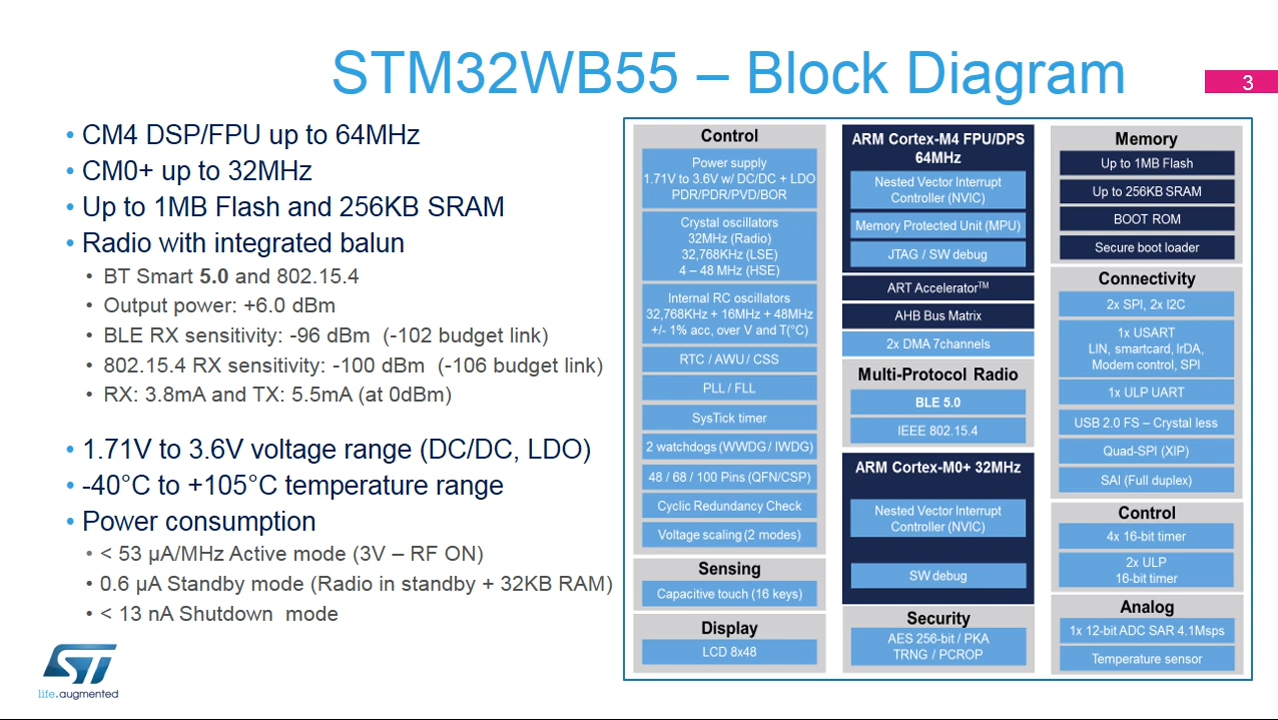 STM32WB55 – Block Diagram
3
• CM4 DSP/FPU up to 64MHz
• CM0+ up to 32MHz
• Up to 1MB Flash and 256KB SRAM
• Radio with integrated balun
• BT Smart 5.0 and 802.15.4
• Output power: +6.0 dBm
• BLE RX sensitivity: -96 dBm (-102 budget link)
• 802.15.4 RX sensitivity: -100 dBm (-106 budget link)
• RX: 3.8mA and TX: 5.5mA (at 0dBm)
• 1.71V to 3.6V voltage range (DC/DC, LDO)
• -40°C to +105°C temperature range
• Power consumption
• < 53 µA/MHz Active mode (3V – RF ON)
• 0.6 µA Standby mode (Radio in standby + 32KB RAM)
• < 13 nA Shutdown mode
ST
life.augmented
Control
Power supply
1.71V to 3.6V w/ DC/DC + LDO
PDR/PDR/PVD/BOR
Crystal oscillators
32MHz (Radio)
32,768KHz (LSE)
4 – 48 MHz (HSE)
Internal RC oscillators
32,768KHz + 16MHz + 48MHz
+/- 1% acc, over V and T(°C)
RTC / AWU / CSS
PLL / FLL
SysTick timer
2 watchdogs (WWDG / IWDG)
48 / 68 / 100 Pins (QFN/CSP)
Cyclic Redundancy Check
Voltage scaling (2 modes)
Sensing
Capacitive touch (16 keys)
Display
LCD 8x48
ARM Cortex-M4 FPU/DPS
64MHz
Nested Vector Interrupt
Controller (NVIC)
Memory Protected Unit (MPU)
JTAG / SW debug
ART Accelerator™
AHB Bus Matrix
2x DMA 7channels
Multi-Protocol Radio
BLE 5.0
IEEE 802.15.4
ARM Cortex-M0+ 32MHz
Nested Vector Interrupt
Controller (NVIC)
SW debug
Security
AES 256-bit / PKA
TRNG / PCROP
Memory
Up to 1MB Flash
Up to 256KB SRAM
BOOT ROM
Secure boot loader
Connectivity
2x SPI, 2x I2C
1x USART
LIN, smartcard, IrDA,
Modem control, SPI
1x ULP UART
USB 2.0 FS – Crystal less
Quad-SPI (XIP)
SAI (Full duplex)
Control
4x 16-bit timer
2x ULP
16-bit timer
Analog
1x 12-bit ADC SAR 4.1Msps
Temperature sensor